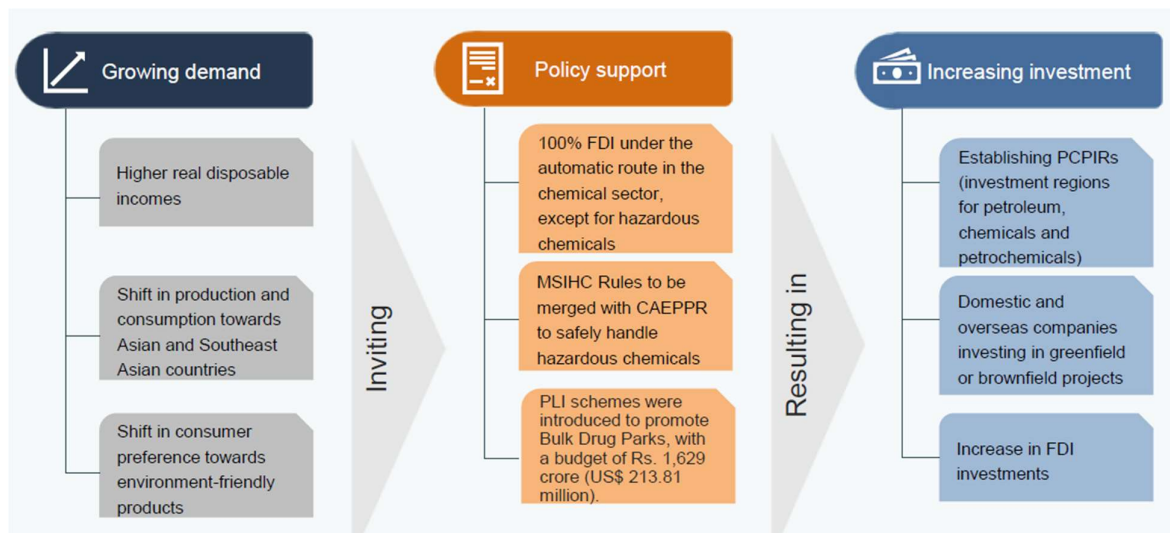 Growing demand
Higher real disposable
incomes
Shift in production and
consumption towards
Asian and Southeast
Asian countries
Shift in consumer
preference towards
environment-friendly
products
Inviting
Policy support
100% FDI under the
automatic route in the
chemical sector,
except for hazardous
chemicals
MSIHC Rules to be
merged with CAEPPR
to safely handle
hazardous chemicals
PLI schemes were
introduced to promote
Bulk Drug Parks, with
a budget of Rs. 1,629
crore (US$ 213.81
million).
Resulting in
Increasing investment
Establishing PCPIRs
(investment regions
for petroleum,
chemicals and
petrochemicals)
Domestic and
overseas companies
investing in greenfield
or brownfield projects
Increase in FDI
investments